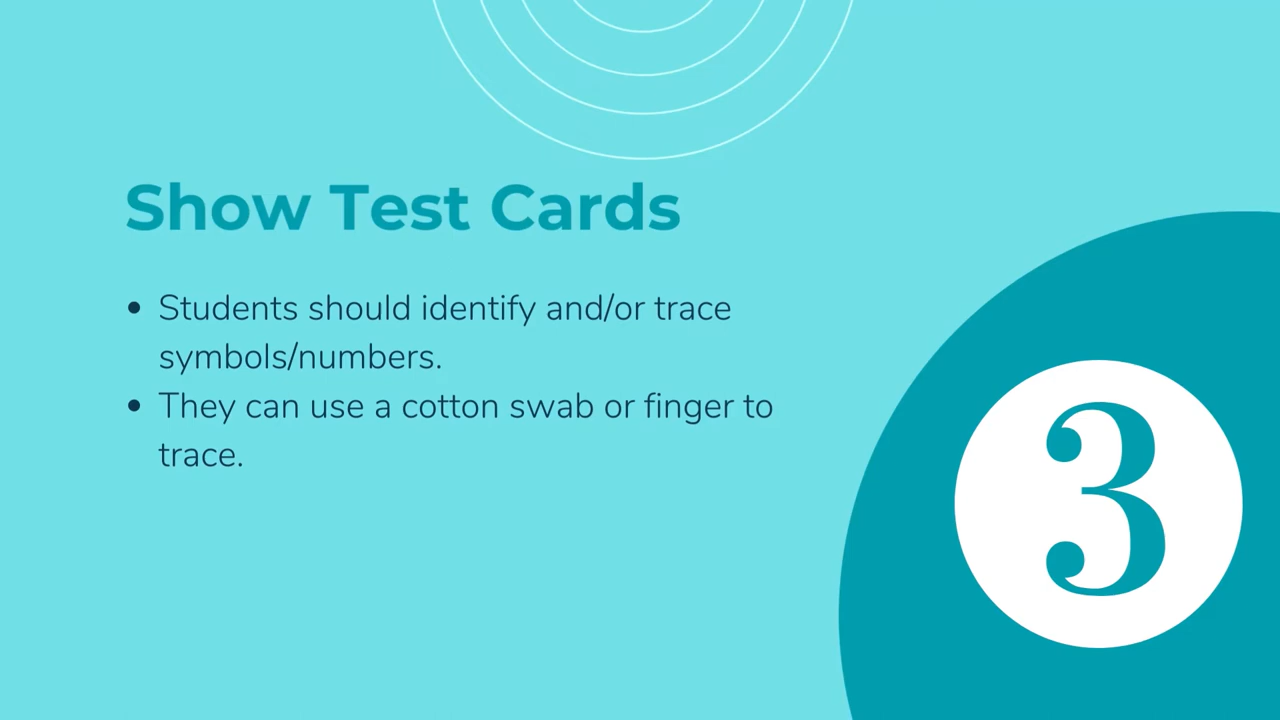 Show Test Cards
• Students should identify and/or trace
symbols/numbers.
• They can use a cotton swab or finger to
trace.
3